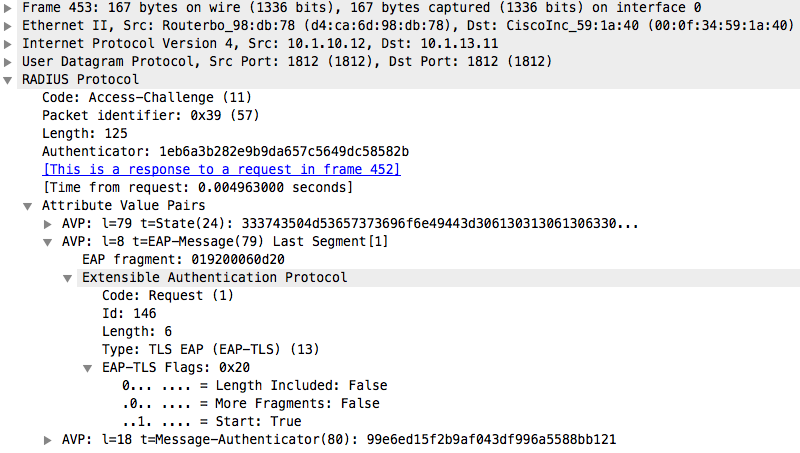 Frame 453: 167 bytes on wire (1336 bits), 167 bytes captured (1336 bits) on interface 0
Ethernet II, Src: Routerbo_98:db:78 (d4:ca:6d:98:db:78), Dst: CiscoInc_59:1a:40 (00:0f:34:59:1a:40)
Internet Protocol Version 4, Src: 10.1.10.12, Dst: 10.1.13.11
User Datagram Protocol, Src Port: 1812 (1812), Dst Port: 1812 (1812)
RADIUS Protocol
Code: Access-Challenge (11)
Packet identifier: 0x39 (57)
Length: 125
Authenticator: 1eb6a3b282e9b9da657c5649dc58582b
[This is a response to a request in frame 452]
[Time from request: 0.004963000 seconds]
Attribute Value Pairs
AVP: l=79 t=State(24): 333743504d53657373696f6e49443d306130313061306330...
AVP: l=8 t=EAP-Message(79) Last Segment[1]
EAP fragment: 019200060d20
Extensible Authentication Protocol
Code: Request (1)
Id: 146
Length: 6
Type: TLS EAP (EAP-TLS) (13)
EAP-TLS Flags: 0x20
0... .... = Length Included: False
.0.. .... = More Fragments: False
..1. .... = Start: True
AVP: l=18 t=Message-Authenticator(80): 99e6ed15f2b9af043df996a5588bb121